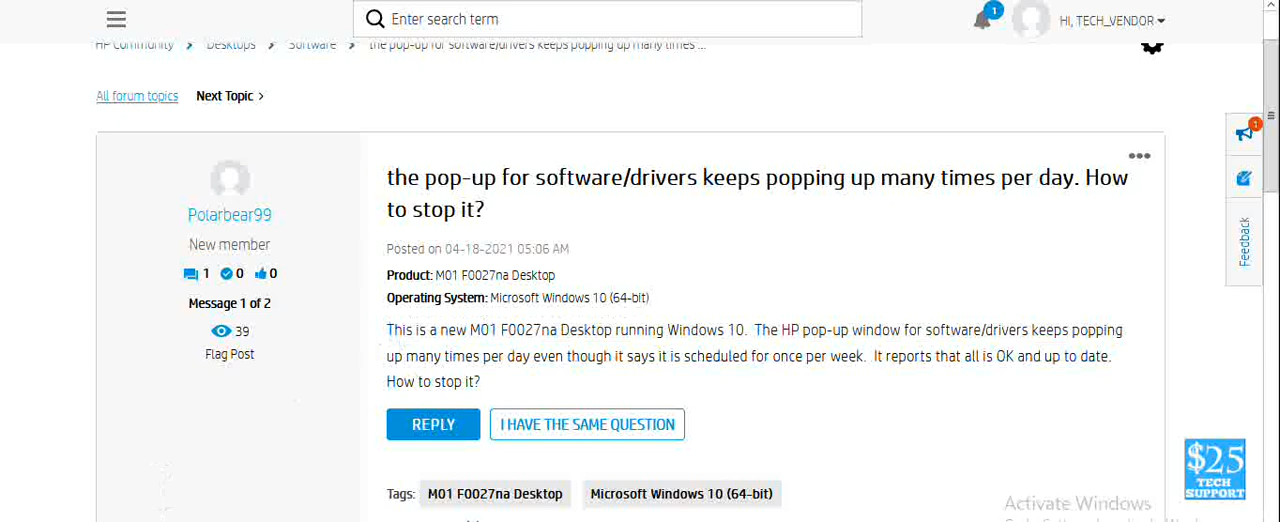 Enter search term
1
HI, TECH_VENDOR
HP Community > Desktops > Software > the pop-up for software/drivers keeps popping up many times ...
All forum topics Next Topic >
1
the pop-up for software/drivers keeps popping up many times per day. How
to stop it?
Polarbear99
New member
1 0 0
Message 1 of 2
39
Flag Post
Posted on 04-18-2021 05:06 AM
Product: M01 F0027na Desktop
Operating System: Microsoft Windows 10 (64-bit)
This is a new M01 F0027na Desktop running Windows 10. The HP pop-up window for software/drivers keeps popping
up many times per day even though it says it is scheduled for once per week. It reports that all is OK and up to date.
How to stop it?
REPLY I HAVE THE SAME QUESTION
Tags: M01 F0027na Desktop Microsoft Windows 10 (64-bit)
Feedback
$25
TECH
SUPPORT
Activate Windows